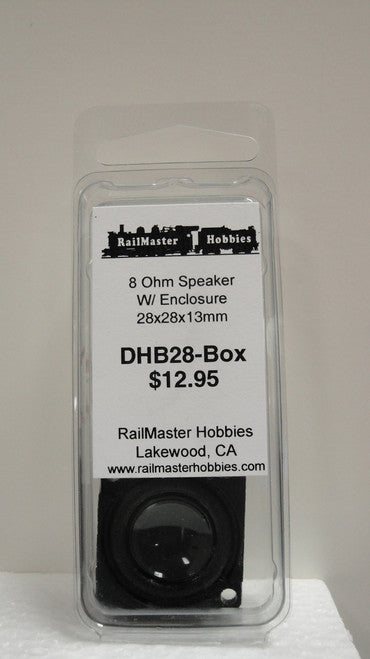 RailMaster Hobbies
8 Ohm Speaker
W/ Enclosure
28x28x13mm
DHB28-Box
$12.95
RailMaster Hobbies
Lakewood, CA
www.railmasterhobbies.com